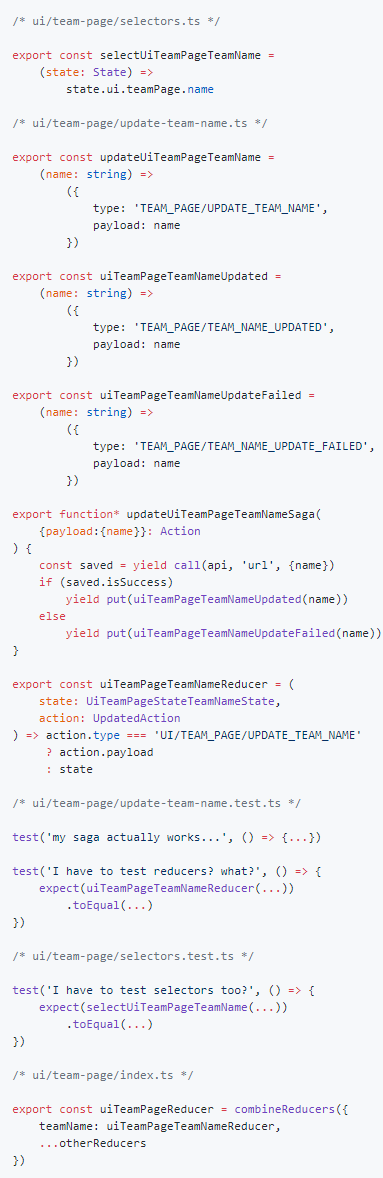 /* ui/team-page/selectors.ts */
export const selectUiTeamPageTeamName =
(state: State) =>
state.ui.teamPage.name
/* ui/team-page/update-team-name.ts */
export const updateUiTeamPageTeamName =
(name: string) =>
({
type: 'TEAM_PAGE/UPDATE_TEAM_NAME',
payload: name
})
export const uiTeamPageTeamNameUpdated =
(name: string) =>
({
type: 'TEAM_PAGE/TEAM_NAME_UPDATED',
payload: name
})
export const uiTeamPageTeamNameUpdateFailed =
(name: string) =>
({
type: 'TEAM_PAGE/TEAM_NAME_UPDATE_FAILED',
payload: name
})
export function* updateUiTeamPageTeamNameSaga(
{payload:{name}}: Action
) {
const saved = yield call(api, 'url', {name})
if (saved.isSuccess)
yield put(uiTeamPageTeamNameUpdated(name))
else
yield put(uiTeamPageTeamNameUpdateFailed(name))
}
export const uiTeamPageTeamNameReducer = (
state: UiTeamPageStateTeamNameState,
action: UpdatedAction
) => action.type === 'UI/TEAM_PAGE/UPDATE_TEAM_NAME'
? action.payload
: state
/* ui/team-page/update-team-name.test.ts */
test('my saga actually works...', () => {...})
test('I have to test reducers? what?', () => {
expect(uiTeamPageTeamNameReducer(...))
.toEqual(...)
})
/* ui/team-page/selectors.test.ts */
test('I have to test selectors too?', () => {
expect(selectUiTeamPageTeamName(...))
.toEqual(...)
})
/* ui/team-page/index.ts */
export const uiTeamPageReducer = combineReducers({
teamName: uiTeamPageTeamNameReducer,
...otherReducers
})